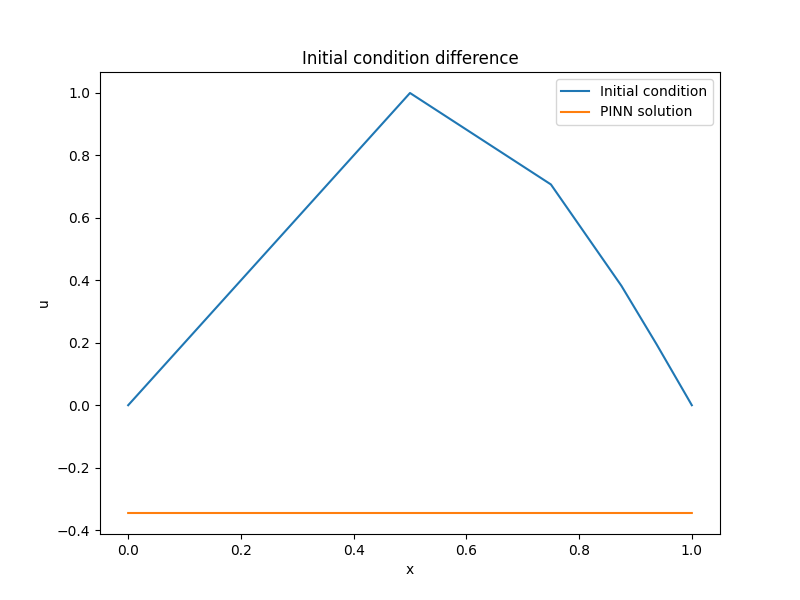 Initial condition difference
Initial condition
PINN solution
1.0
0.8
0.6
0.4
0.2
0.0
−0.2
−0.4
u
0.0 0.2 0.4 0.6 0.8 1.0
x